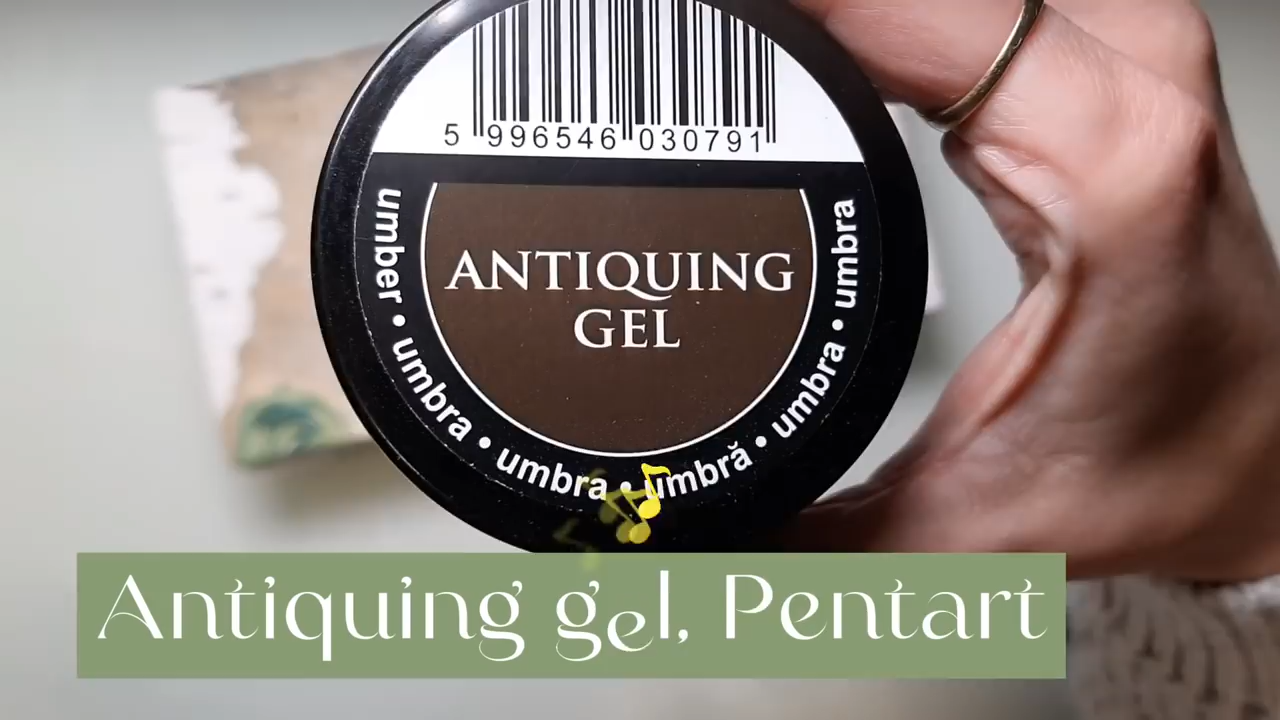 5 996546 030791
ANTIQUING
GEL
umber • umbra • umbra • umbră • umbra • umbra
Antiquing gel, Pentart